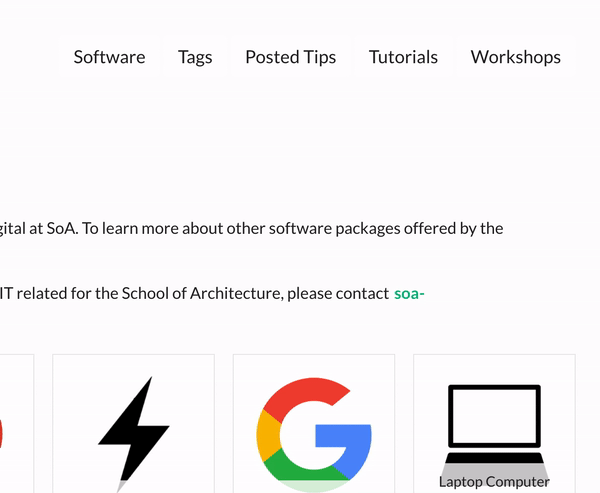 Software Tags Posted Tips Tutorials Workshops
gital at SoA. To learn more about other software packages offered by the
IT related for the School of Architecture, please contact soa-
Laptop Computer